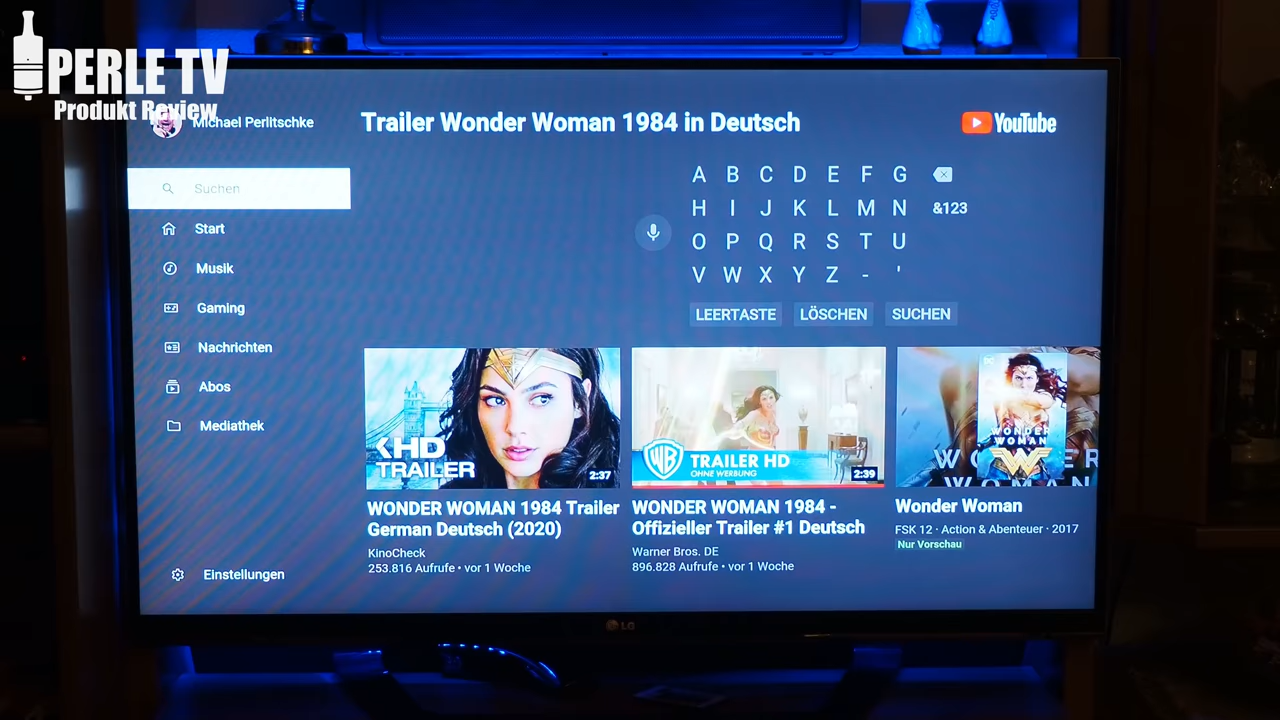 PERLE TV
Produkt Review
Michael Perlitschke
Trailer Wonder Woman 1984 in Deutsch
YouTube
Suchen
Start
Musik
Gaming
Nachrichten
Abos
Mediathek
Einstellungen
A B C D E F G
H I J K L M N &123
O P Q R S T U
V W X Y Z - '
LEERTASTE LÖSCHEN SUCHEN
KHD
TRAILER
2:37
WONDER WOMAN 1984 Trailer
German Deutsch (2020)
KinoCheck
253.816 Aufrufe • vor 1 Woche
WB
TRAILER HD
OHNE WERBUNG
2:39
WONDER WOMAN 1984 -
Offizieller Trailer #1 Deutsch
Warner Bros. DE
896.828 Aufrufe • vor 1 Woche
DC
WONDER
WOMAN
Wonder Woman
FSK 12 · Action & Abenteuer · 2017
Nur Vorschau
LG